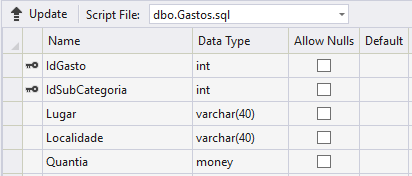 Update Script File: dbo.Gastos.sql
Name Data Type Allow Nulls Default
IdGasto int
IdSubCategoria int
Lugar varchar(40)
Localidade varchar(40)
Quantia money